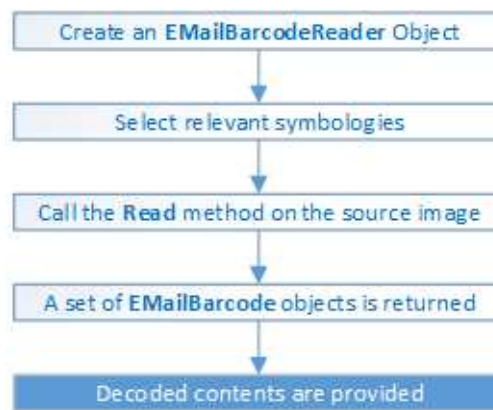 Create an EMailBarcodeReader Object
Select relevant symbologies
Call the Read method on the source image
A set of EMailBarcode objects is returned
Decoded contents are provided